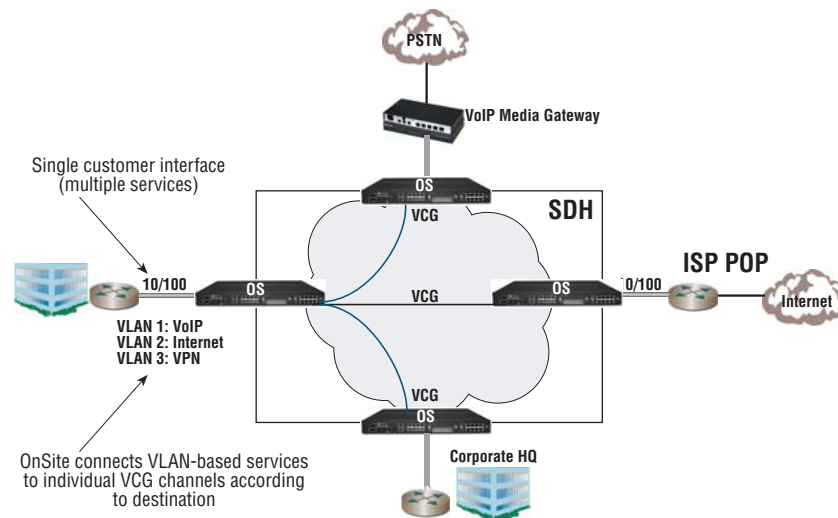 PSTN
VoIP Media Gateway
Single customer interface
(multiple services)
OS
VCG
SDH
ISP POP
10/100
OS
VCG
OS
0/100
Internet
VLAN 1: VoIP
VLAN 2: Internet
VLAN 3: VPN
VCG
OS
OnSite connects VLAN-based services
to individual VCG channels according
to destination
Corporate HQ